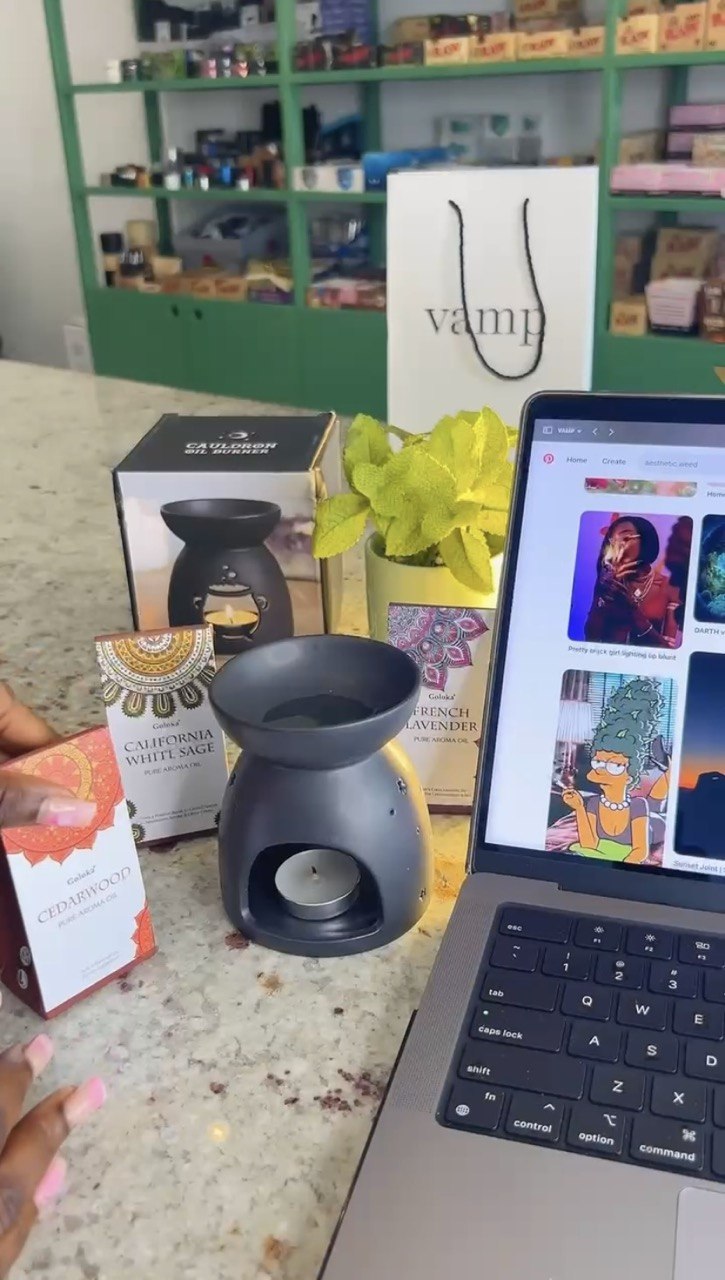 vamp
CAULDRON
OIL BURNER
Goloka
CALIFORNIA
WHITE SAGE
PURE AROMA OIL
Goloka
FRENCH
LAVENDER
PURE AROMA OIL
Goloka
CEDARWOOD
PURE AROMA OIL
VAMP
Home
Create
aesthetic weed
Pretty black girl lighting up blunt
DARTH
Sunset Joint
esc
F1
F2
F3
~
!
1
@
2
#
3
tab
Q
W
E
caps lock
A
S
D
shift
Z
X
fn
control
option
command